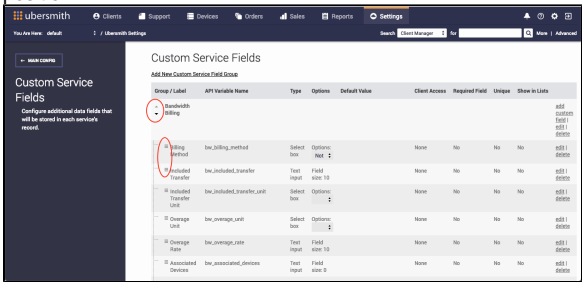 ubersmith Clients Support Devices Orders Sales Reports Settings
You Are Here: default / Ubersmith Settings Search Client Manager for More | Advanced
← MAIN CONFIG
Custom Service Fields
Configure additional data fields that
will be stored in each service's
record.
Custom Service Fields
Add New Custom Service Field Group
Group / Label API Variable Name Type Options Default Value Client Access Required Field Unique Show in Lists
Bandwidth Billing add custom field | edit | delete
Billing Method bw_billing_method Select box Options: Not None No No No edit | delete
Included Transfer bw_included_transfer Text input Field size: 10 None No No No edit | delete
Included Transfer Unit bw_included_transfer_unit Select box Options: None No No No edit | delete
Overage Unit bw_overage_unit Select box Options: None No No No edit | delete
Overage Rate bw_overage_rate Text input Field size: 10 None No No No edit | delete
Associated Devices bw_associated_devices Text input Field size: 0 None No No No edit | delete